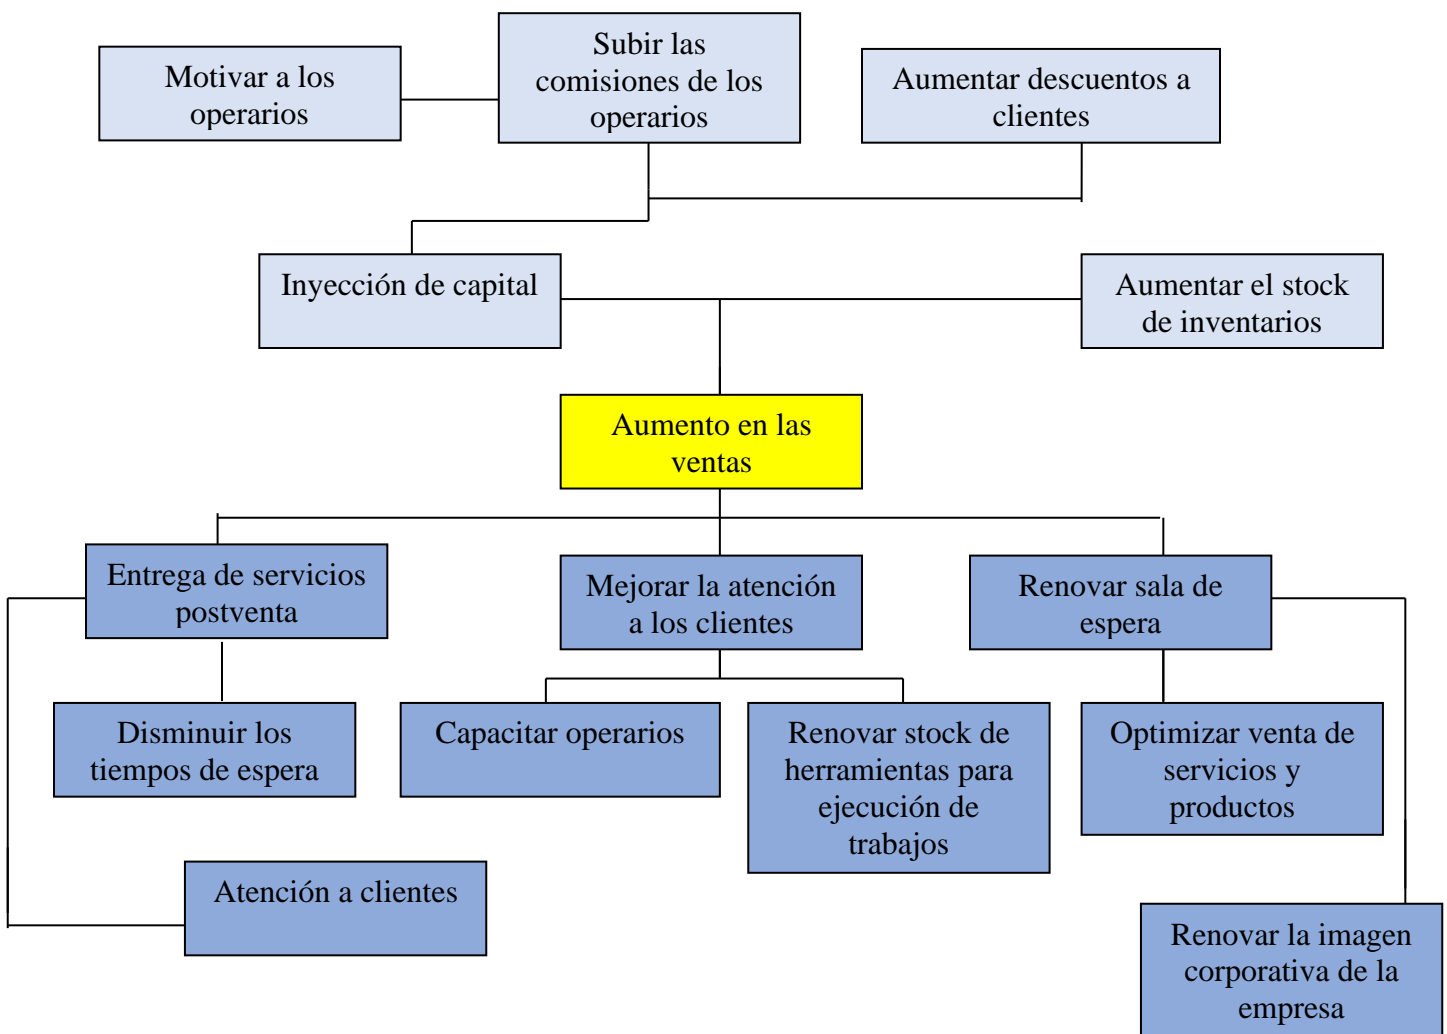 Motivar a los
operarios
Subir las
comisiones de los
operarios
Aumentar descuentos a
clientes
Inyección de capital
Aumentar el stock
de inventarios
Aumento en las
ventas
Entrega de servicios
postventa
Mejorar la atención
a los clientes
Renovar sala de
espera
Disminuir los
tiempos de espera
Capacitar operarios
Renovar stock de
herramientas para
ejecución de
trabajos
Optimizar venta de
servicios y
productos
Atención a clientes
Renovar la imagen
corporativa de la
empresa